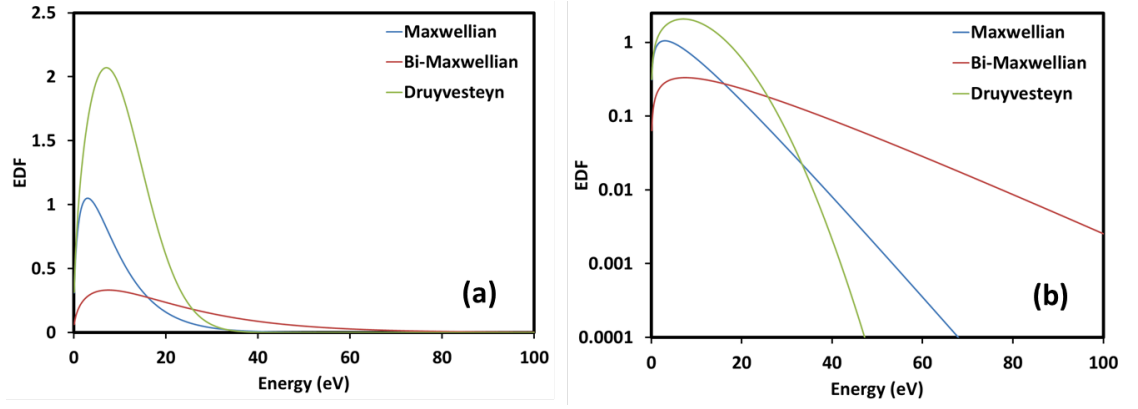 2.5
2
1.5
1
0.5
0
EDF
0 20 40 60 80 100
Energy (eV)
Maxwellian
Bi-Maxwellian
Druyvesteyn
(a)
1
0.1
0.01
0.001
0.0001
EDF
0 20 40 60 80 100
Energy (eV)
Maxwellian
Bi-Maxwellian
Druyvesteyn
(b)